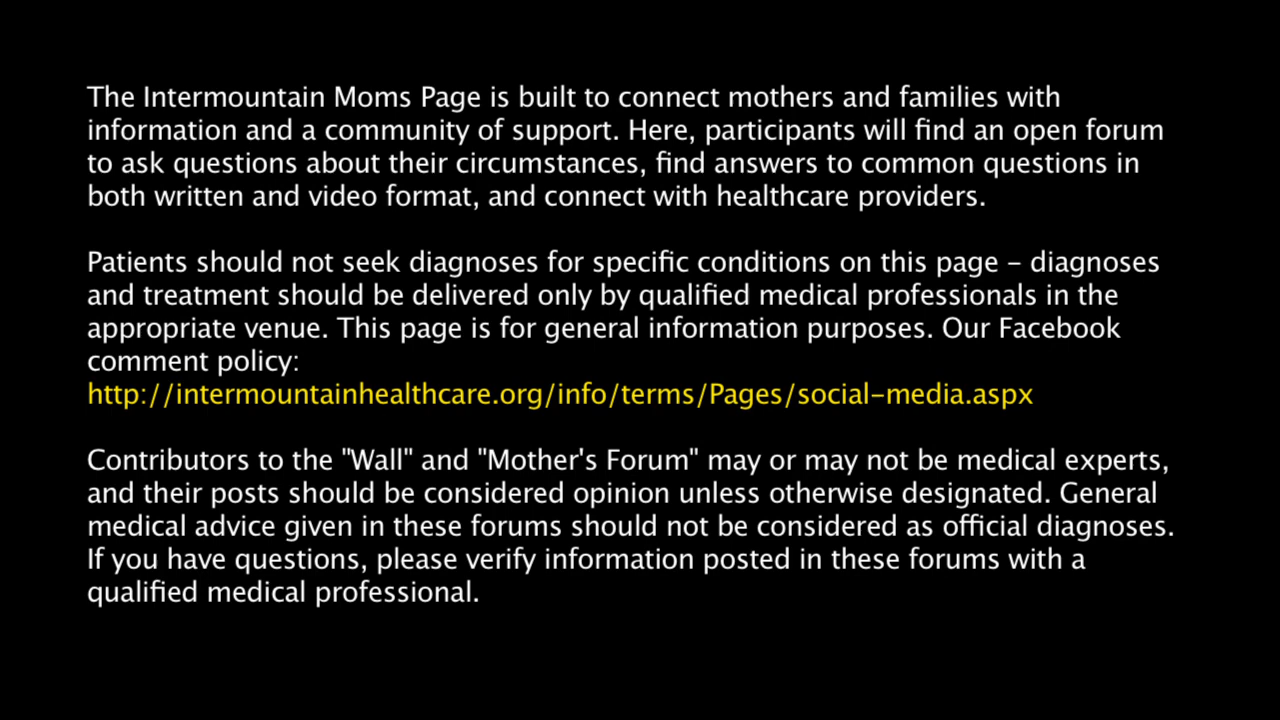 The Intermountain Moms Page is built to connect mothers and families with
information and a community of support. Here, participants will find an open forum
to ask questions about their circumstances, find answers to common questions in
both written and video format, and connect with healthcare providers.
Patients should not seek diagnoses for specific conditions on this page – diagnoses
and treatment should be delivered only by qualified medical professionals in the
appropriate venue. This page is for general information purposes. Our Facebook
comment policy:
http://intermountainhealthcare.org/info/terms/Pages/social-media.aspx
Contributors to the "Wall" and "Mother's Forum" may or may not be medical experts,
and their posts should be considered opinion unless otherwise designated. General
medical advice given in these forums should not be considered as official diagnoses.
If you have questions, please verify information posted in these forums with a
qualified medical professional.